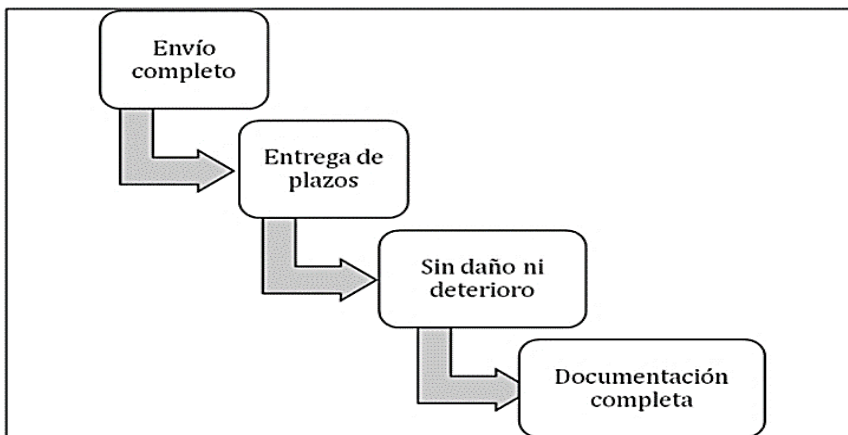 Envío
completo
Entrega de
plazos
Sin daño ni
deterioro
Documentación
completa